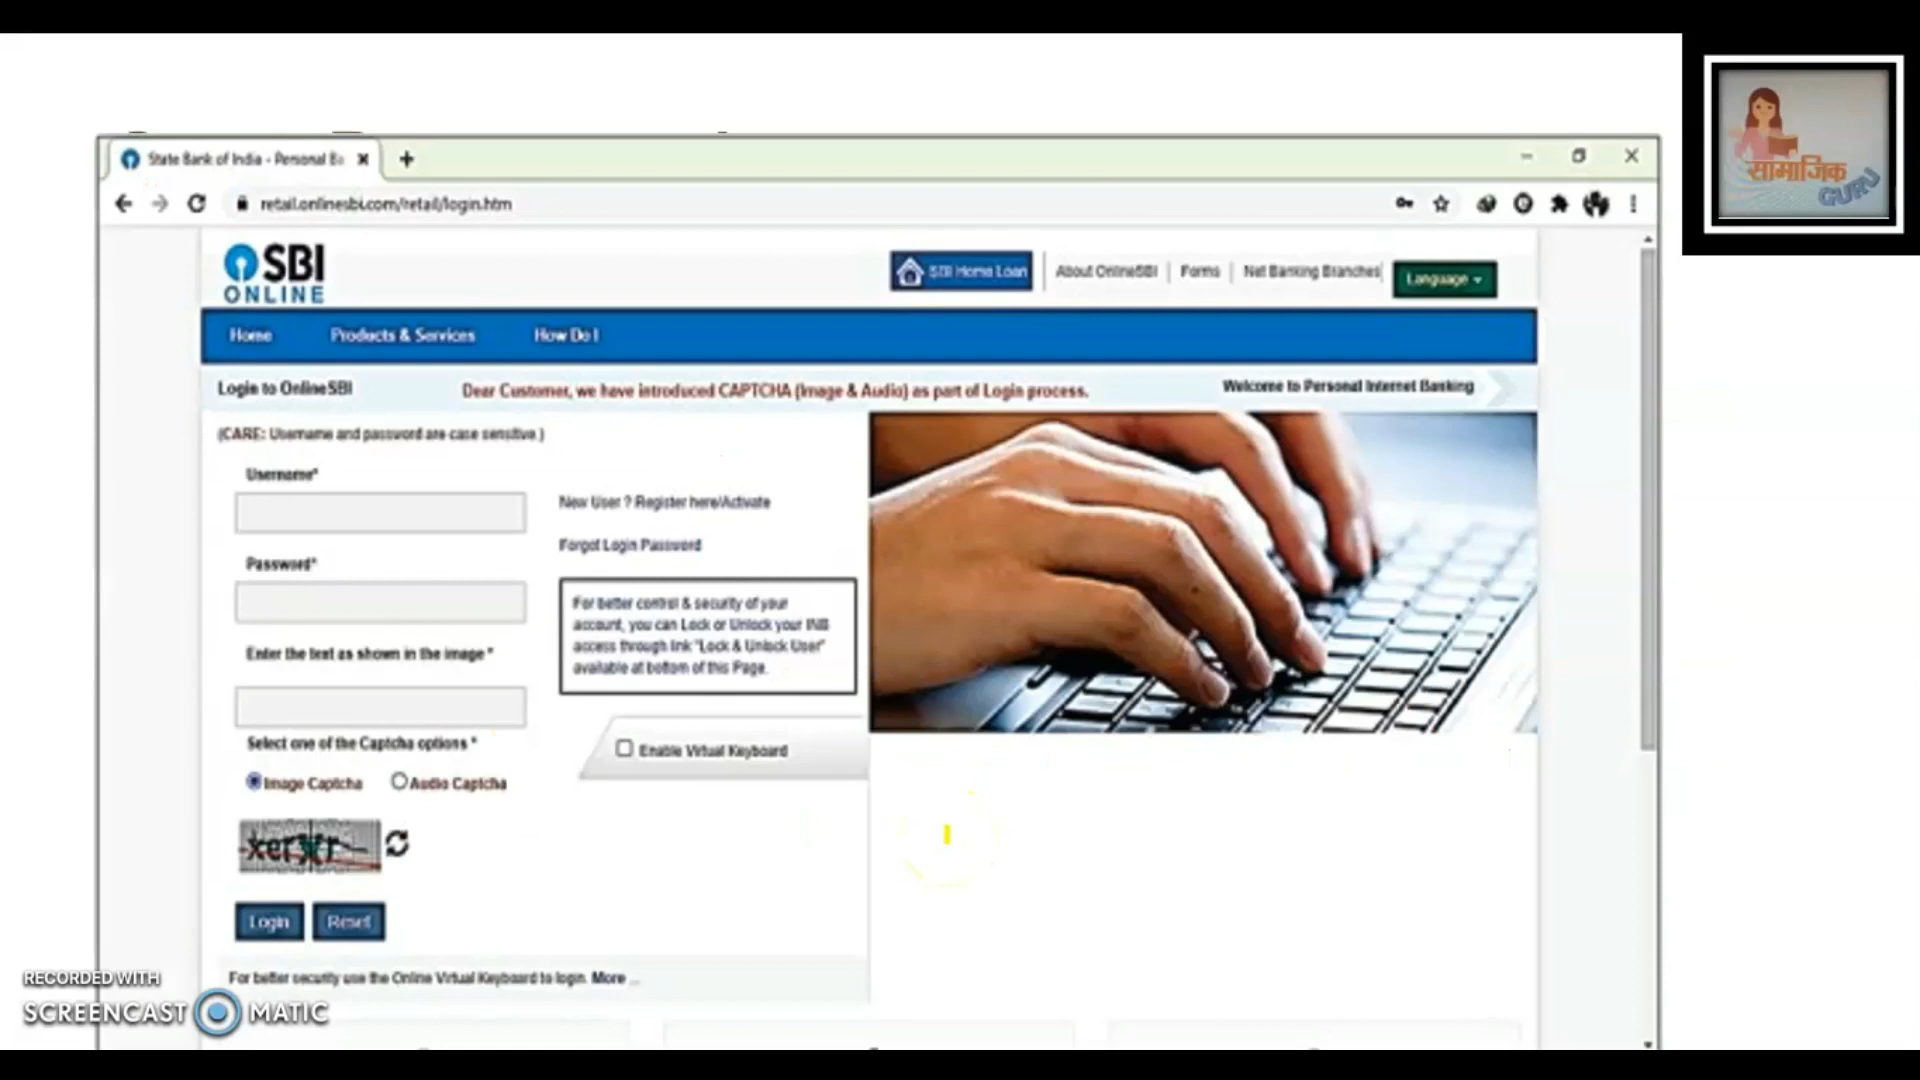 State Bank of India - Personal Ba
retail.onlinesbi.com/retail/login.htm
सामाजिक
GURU
SBI
ONLINE
SBI Home Loan
About OnlineSBI
Forms
Net Banking Branches
Language
Home
Products & Services
How Do I
Login to OnlineSBI
Dear Customer, we have introduced CAPTCHA (Image & Audio) as part of Login process.
Welcome to Personal Internet Banking
(CARE: Username and password are case sensitive.)
Username*
New User ? Register here/Activate
Forgot Login Password
Password*
For better control & security of your
account, you can Lock or Unlock your INB
access through link "Lock & Unlock User"
available at bottom of this Page.
Enter the text as shown in the image *
Select one of the Captcha options *
Enable Virtual Keyboard
Image Captcha
Audio Captcha
Login
Reset
For better security use the Online Virtual Keyboard to login. More ...
RECORDED WITH
SCREENCAST MATIC